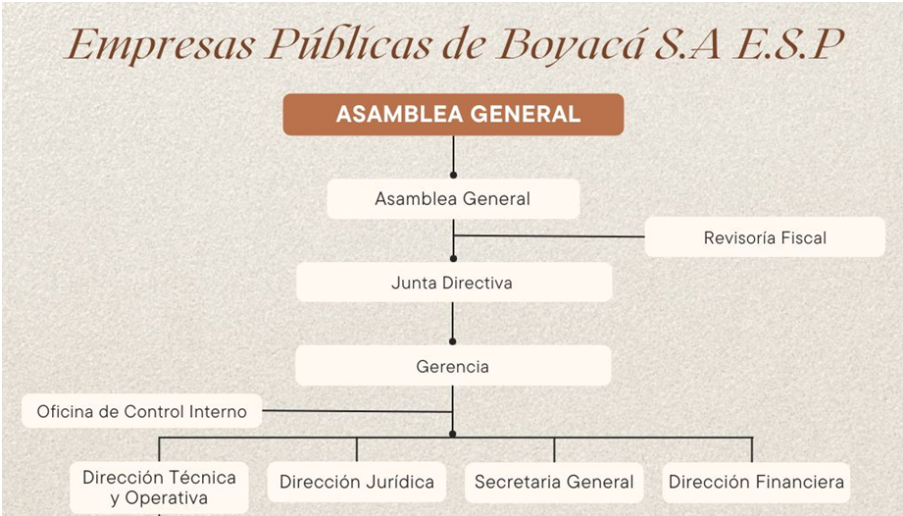 Empresas Públicas de Boyacá S.A E.S.P
ASAMBLEA GENERAL
Asamblea General
Revisoría Fiscal
Junta Directiva
Gerencia
Oficina de Control Interno
Dirección Técnica
y Operativa
Dirección Jurídica
Secretaria General
Dirección Financiera